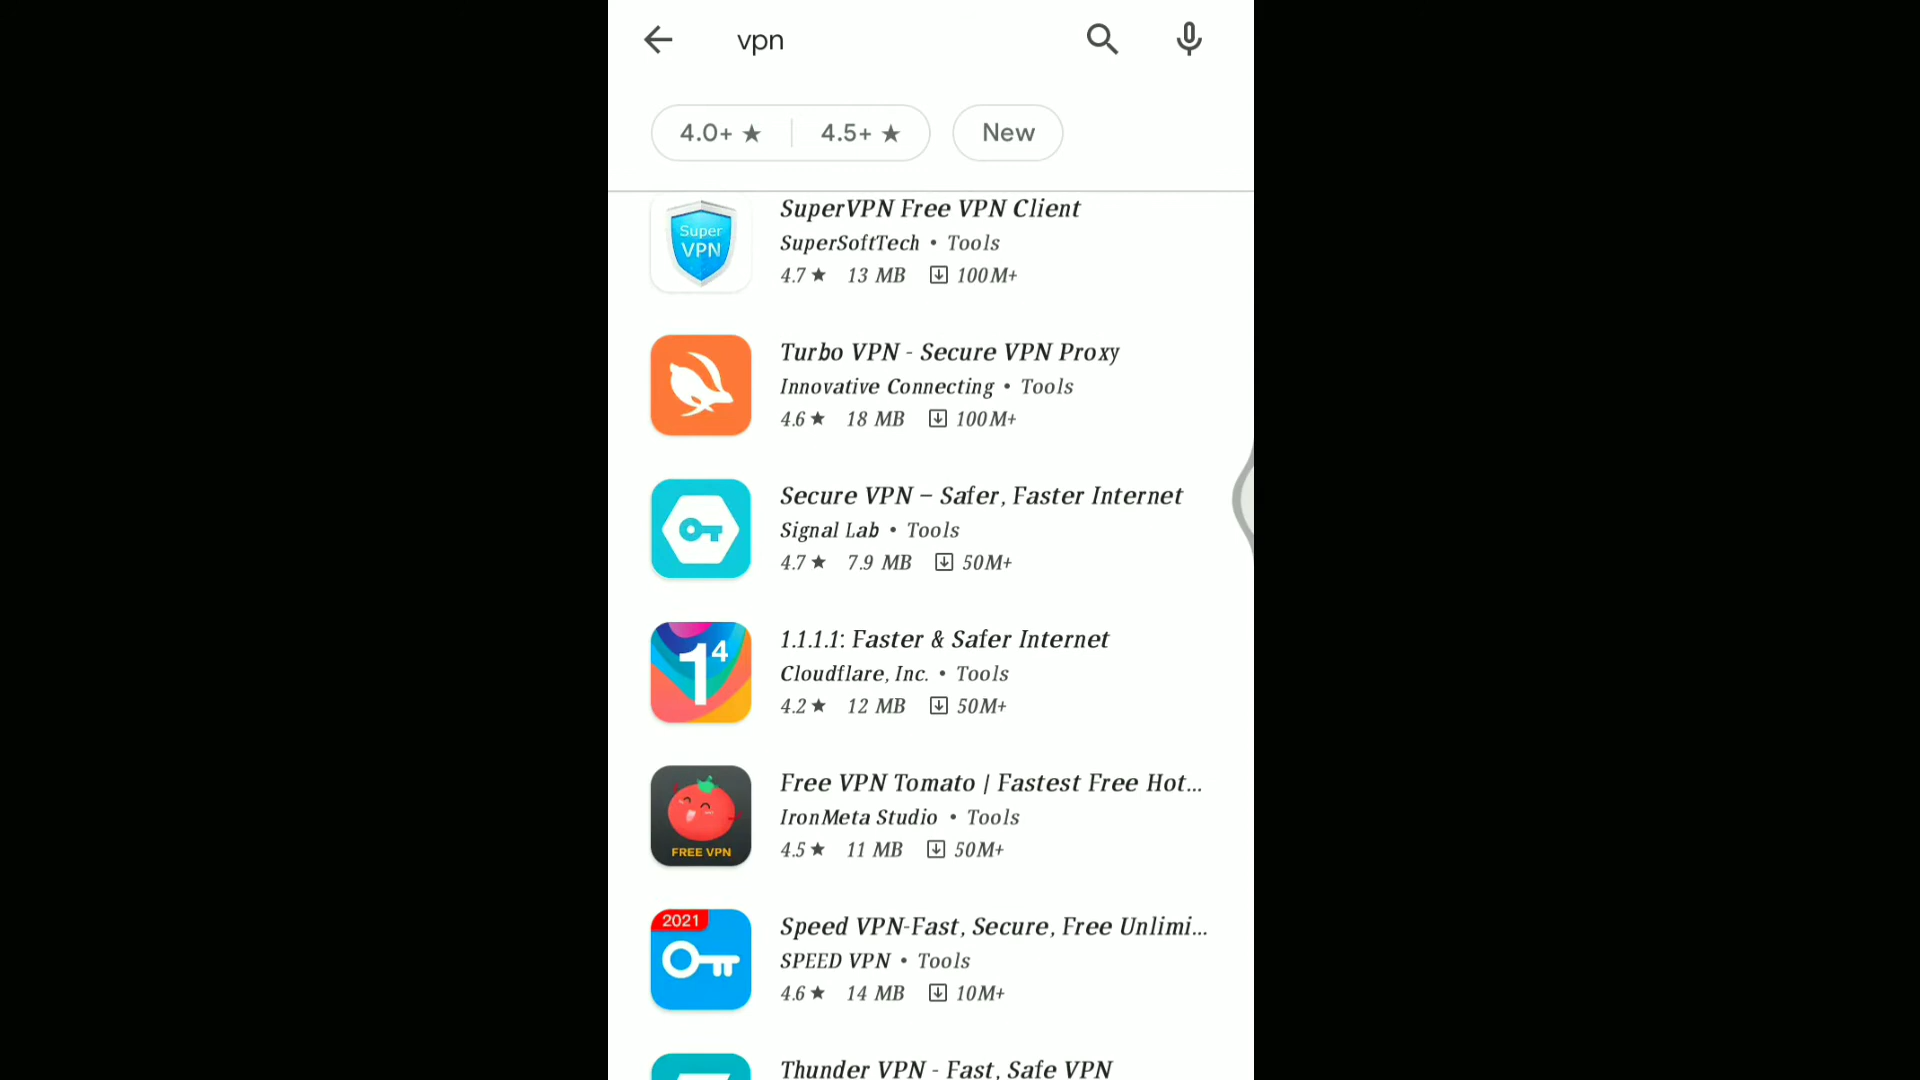 vpn
4.0+ ★ 4.5+ ★ New
Super VPN
SuperVPN Free VPN Client
SuperSoftTech • Tools
4.7 ★ 13 MB 100M+
Turbo VPN - Secure VPN Proxy
Innovative Connecting • Tools
4.6 ★ 18 MB 100M+
Secure VPN – Safer, Faster Internet
Signal Lab • Tools
4.7 ★ 7.9 MB 50M+
1⁴
1.1.1.1: Faster & Safer Internet
Cloudflare, Inc. • Tools
4.2 ★ 12 MB 50M+
FREE VPN
Free VPN Tomato | Fastest Free Hot...
IronMeta Studio • Tools
4.5 ★ 11 MB 50M+
2021
Speed VPN-Fast, Secure, Free Unlimi...
SPEED VPN • Tools
4.6 ★ 14 MB 10M+
Thunder VPN - Fast, Safe VPN